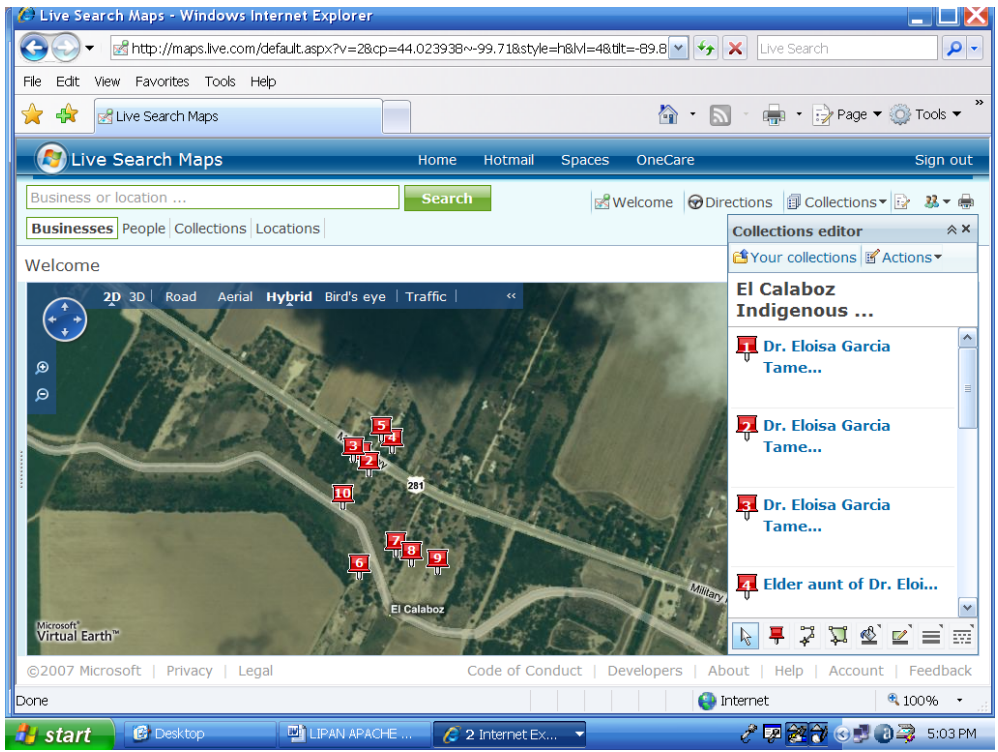 Live Search Maps - Windows Internet Explorer
http://maps.live.com/default.aspx?v=2&cp=44.023938~-99.71&style=h&lvl=4&tilt=-89.8
Live Search
File Edit View Favorites Tools Help
Live Search Maps
Page Tools »
Live Search Maps Home Hotmail Spaces OneCare Sign out
Business or location ... Search
Welcome Directions Collections
Businesses People Collections Locations
Welcome
Collections editor
Your collections Actions
El Calaboz
Indigenous ...
1 Dr. Eloisa Garcia
Tame...
2 Dr. Eloisa Garcia
Tame...
3 Dr. Eloisa Garcia
Tame...
4 Elder aunt of Dr. Eloi...
2D 3D Road Aerial Hybrid Bird's eye Traffic «
5
3 4
2
281
10
7
8
6 9
El Calaboz
Military
Microsoft®
Virtual Earth™
©2007 Microsoft | Privacy | Legal Code of Conduct | Developers | About | Help | Account | Feedback
Done Internet 100%
start Desktop LIPAN APACHE ... 2 Internet Ex... 5:03 PM